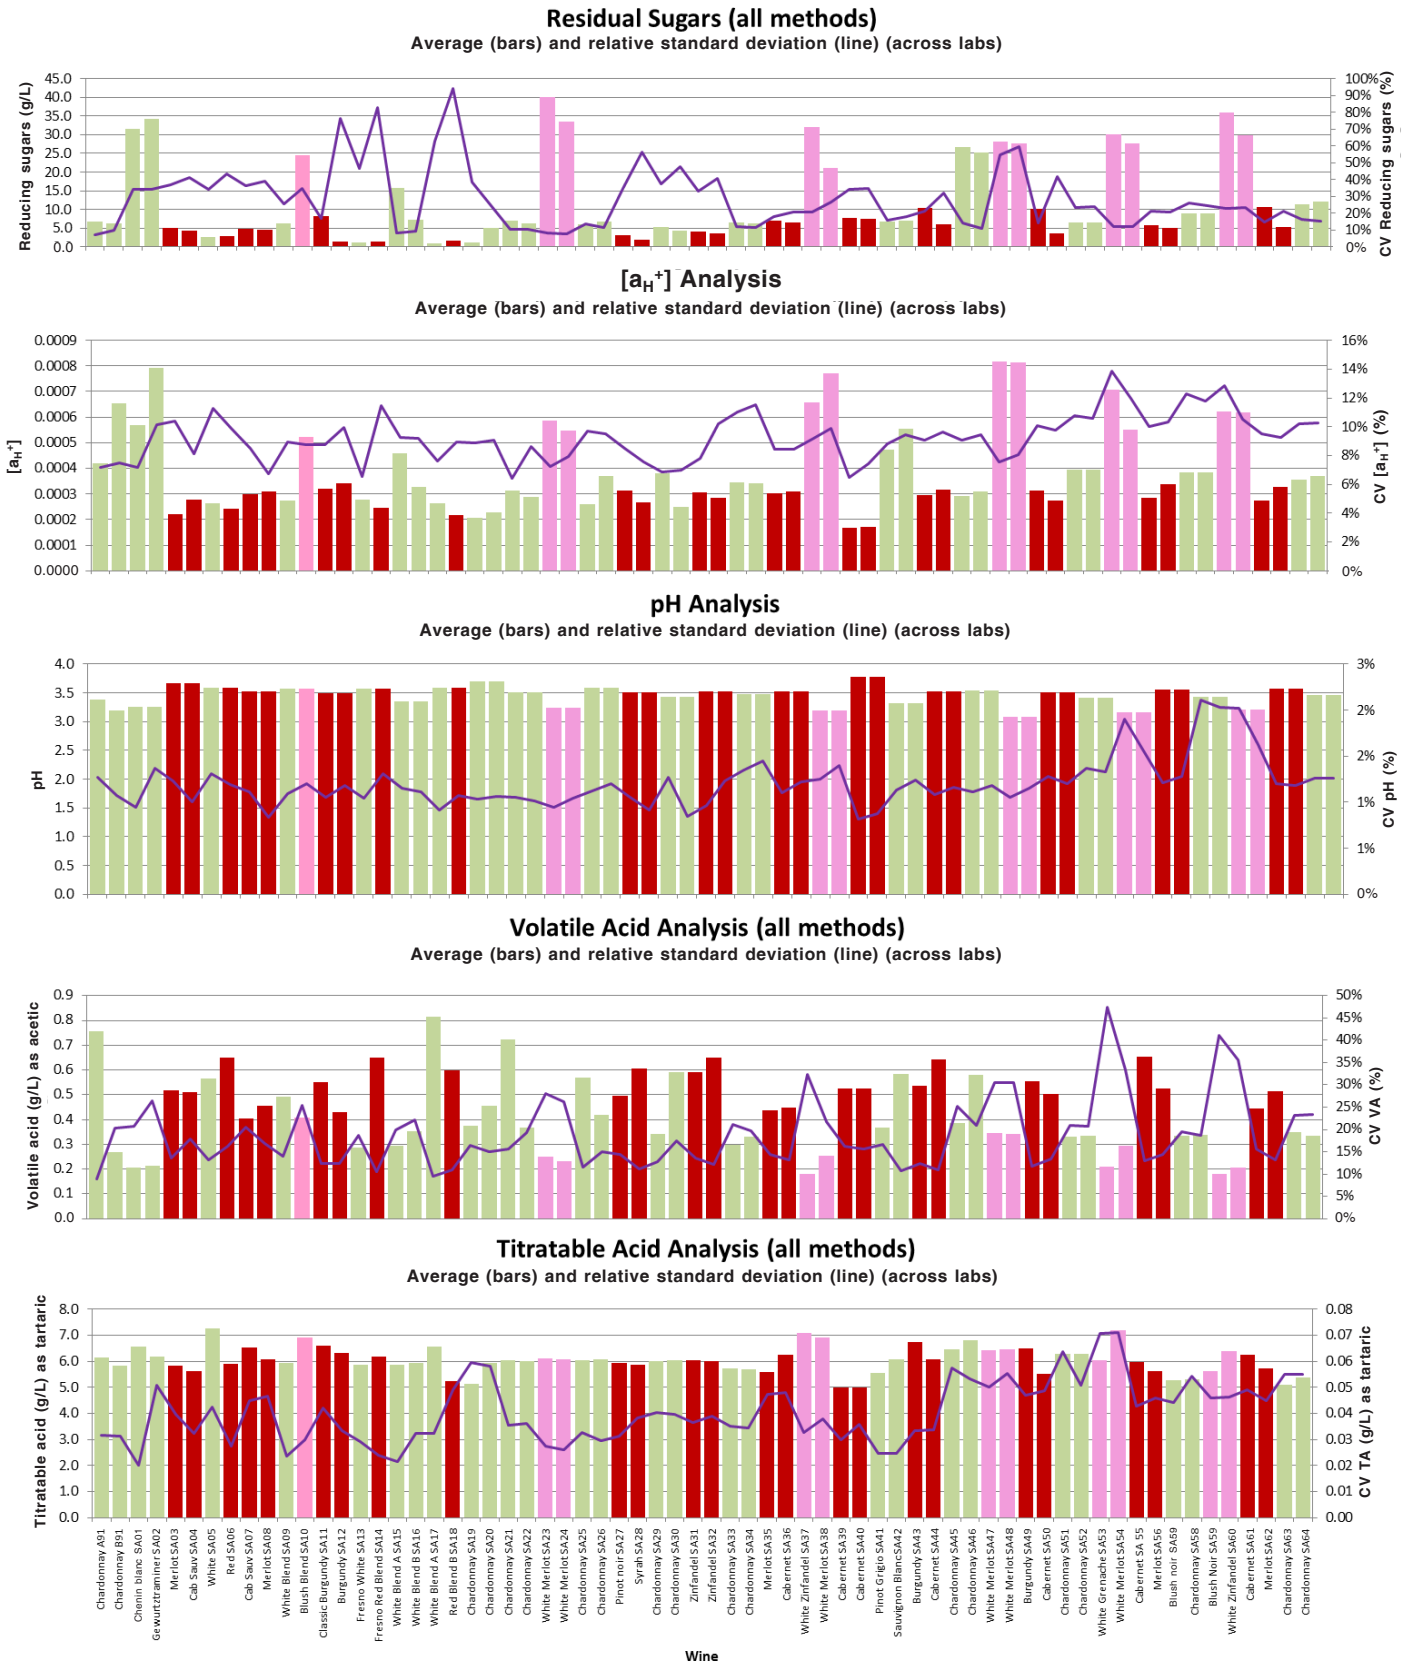 Residual Sugars (all methods)
Average (bars) and relative standard deviation (line) (across labs)
Reducing sugars (g/L)
45.0
40.0
35.0
30.0
25.0
20.0
15.0
10.0
5.0
0.0
100%
90%
80%
70%
60%
50%
40%
30%
20%
10%
0%
CV Reducing sugars (%)
[aH+] Analysis
Average (bars) and relative standard deviation (line) (across labs)
[aH+]
0.0009
0.0008
0.0007
0.0006
0.0005
0.0004
0.0003
0.0002
0.0001
0.0000
16%
14%
12%
10%
8%
6%
4%
2%
0%
CV [aH+] (%)
pH Analysis
Average (bars) and relative standard deviation (line) (across labs)
pH
4.0
3.5
3.0
2.5
2.0
1.5
1.0
0.5
0.0
3%
2%
2%
1%
1%
0%
CV pH (%)
Volatile Acid Analysis (all methods)
Average (bars) and relative standard deviation (line) (across labs)
Volatile acid (g/L) as acetic
0.9
0.8
0.7
0.6
0.5
0.4
0.3
0.2
0.1
0.0
50%
45%
40%
35%
30%
25%
20%
15%
10%
5%
0%
CV VA (%)
Titratable Acid Analysis (all methods)
Average (bars) and relative standard deviation (line) (across labs)
Titratable acid (g/L) as tartaric
8.0
7.0
6.0
5.0
4.0
3.0
2.0
1.0
0.0
0.08
0.07
0.06
0.05
0.04
0.03
0.02
0.01
0.00
CV TA (g/L) as tartaric
Chardonnay A91
Chardonnay B91
Chenin blanc SA01
Gewurtztraminer SA02
Merlot SA03
Cab Sauv SA04
White SA05
Red SA06
Cab Sauv SA07
Merlot SA08
White Blend SA09
Blush Blend SA10
Classic Burgundy SA11
Burgundy SA12
Fresno White SA13
Fresno Red Blend SA14
White Blend A SA15
White Blend B SA16
White Blend A SA17
Red Blend B SA18
Chardonnay SA19
Chardonnay SA20
Chardonnay SA21
Chardonnay SA22
White Merlot SA23
White Merlot SA24
Chardonnay SA25
Chardonnay SA26
Pinot noir SA27
Syrah SA28
Chardonnay SA29
Chardonnay SA30
Zinfandel SA31
Zinfandel SA32
Chardonnay SA33
Chardonnay SA34
Merlot SA35
Cabernet SA36
White Zinfandel SA37
White Merlot SA38
Cabernet SA39
Cabernet SA40
Pinot Grigio SA41
Sauvignon Blanc SA42
Burgundy SA43
Cabernet SA44
Chardonnay SA45
Chardonnay SA46
White Merlot SA47
White Merlot SA48
Burgundy SA49
Cabernet SA50
Chardonnay SA51
Chardonnay SA52
White Grenache SA53
White Merlot SA54
Cabernet SA 55
Merlot SA56
Blush noir SA69
Chardonnay SA58
Blush Noir SA59
White Zinfandel SA60
Cabernet SA61
Merlot SA62
Chardonnay SA63
Chardonnay SA64
Wine